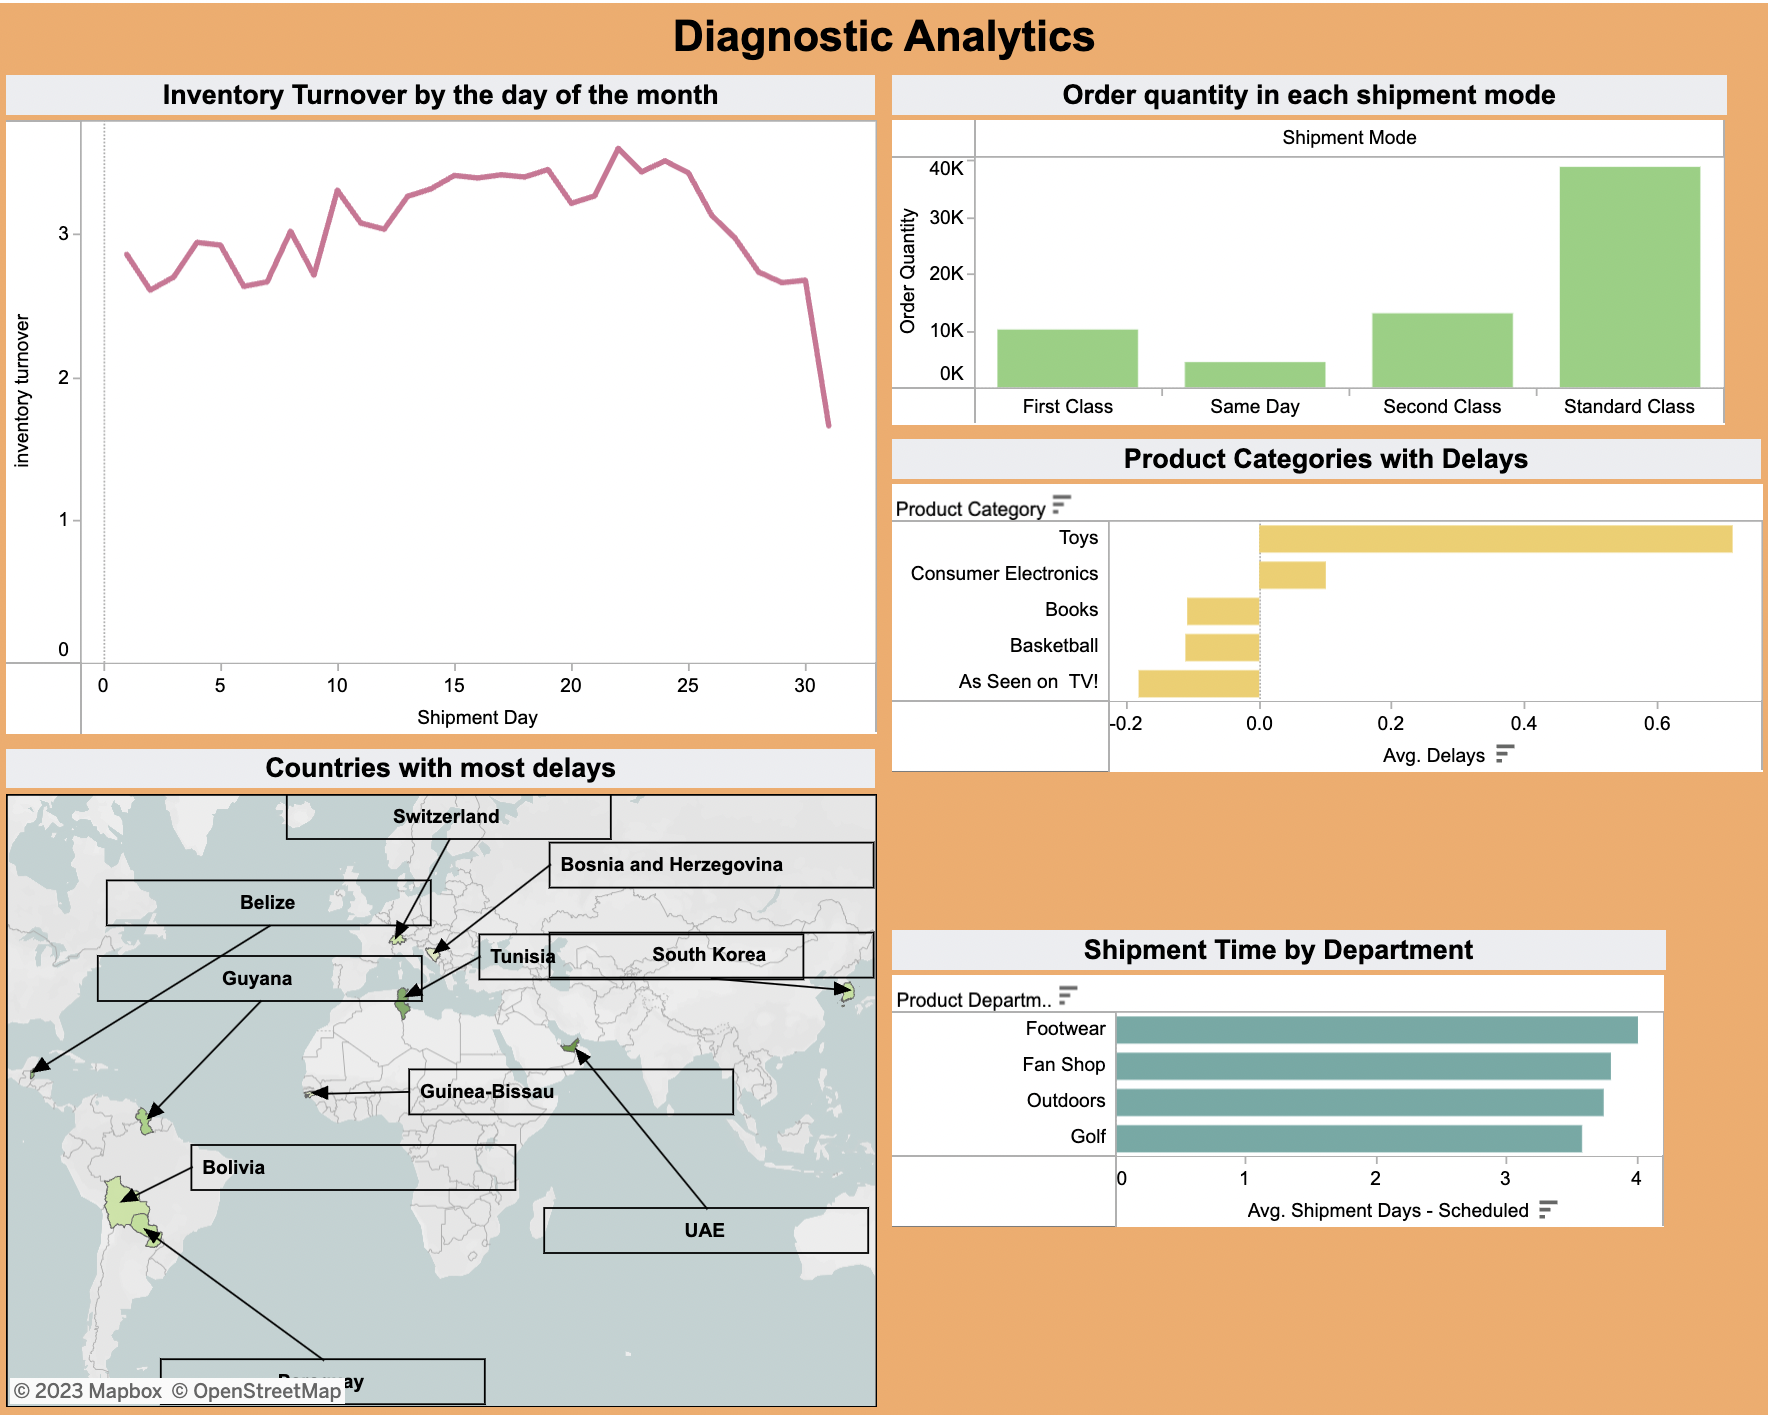 Diagnostic Analytics
Inventory Turnover by the day of the month
inventory turnover
3
2
1
0
0 5 10 15 20 25 30
Shipment Day
Order quantity in each shipment mode
Shipment Mode
Order Quantity
40K
30K
20K
10K
0K
First Class Same Day Second Class Standard Class
Product Categories with Delays
Product Category
Toys
Consumer Electronics
Books
Basketball
As Seen on  TV!
-0.2 0.0 0.2 0.4 0.6
Avg. Delays
Countries with most delays
Switzerland
Bosnia and Herzegovina
Belize
Tunisia
South Korea
Guyana
Guinea-Bissau
Bolivia
UAE
© 2023 Mapbox © OpenStreetMap
Shipment Time by Department
Product Departm..
Footwear
Fan Shop
Outdoors
Golf
0 1 2 3 4
Avg. Shipment Days - Scheduled